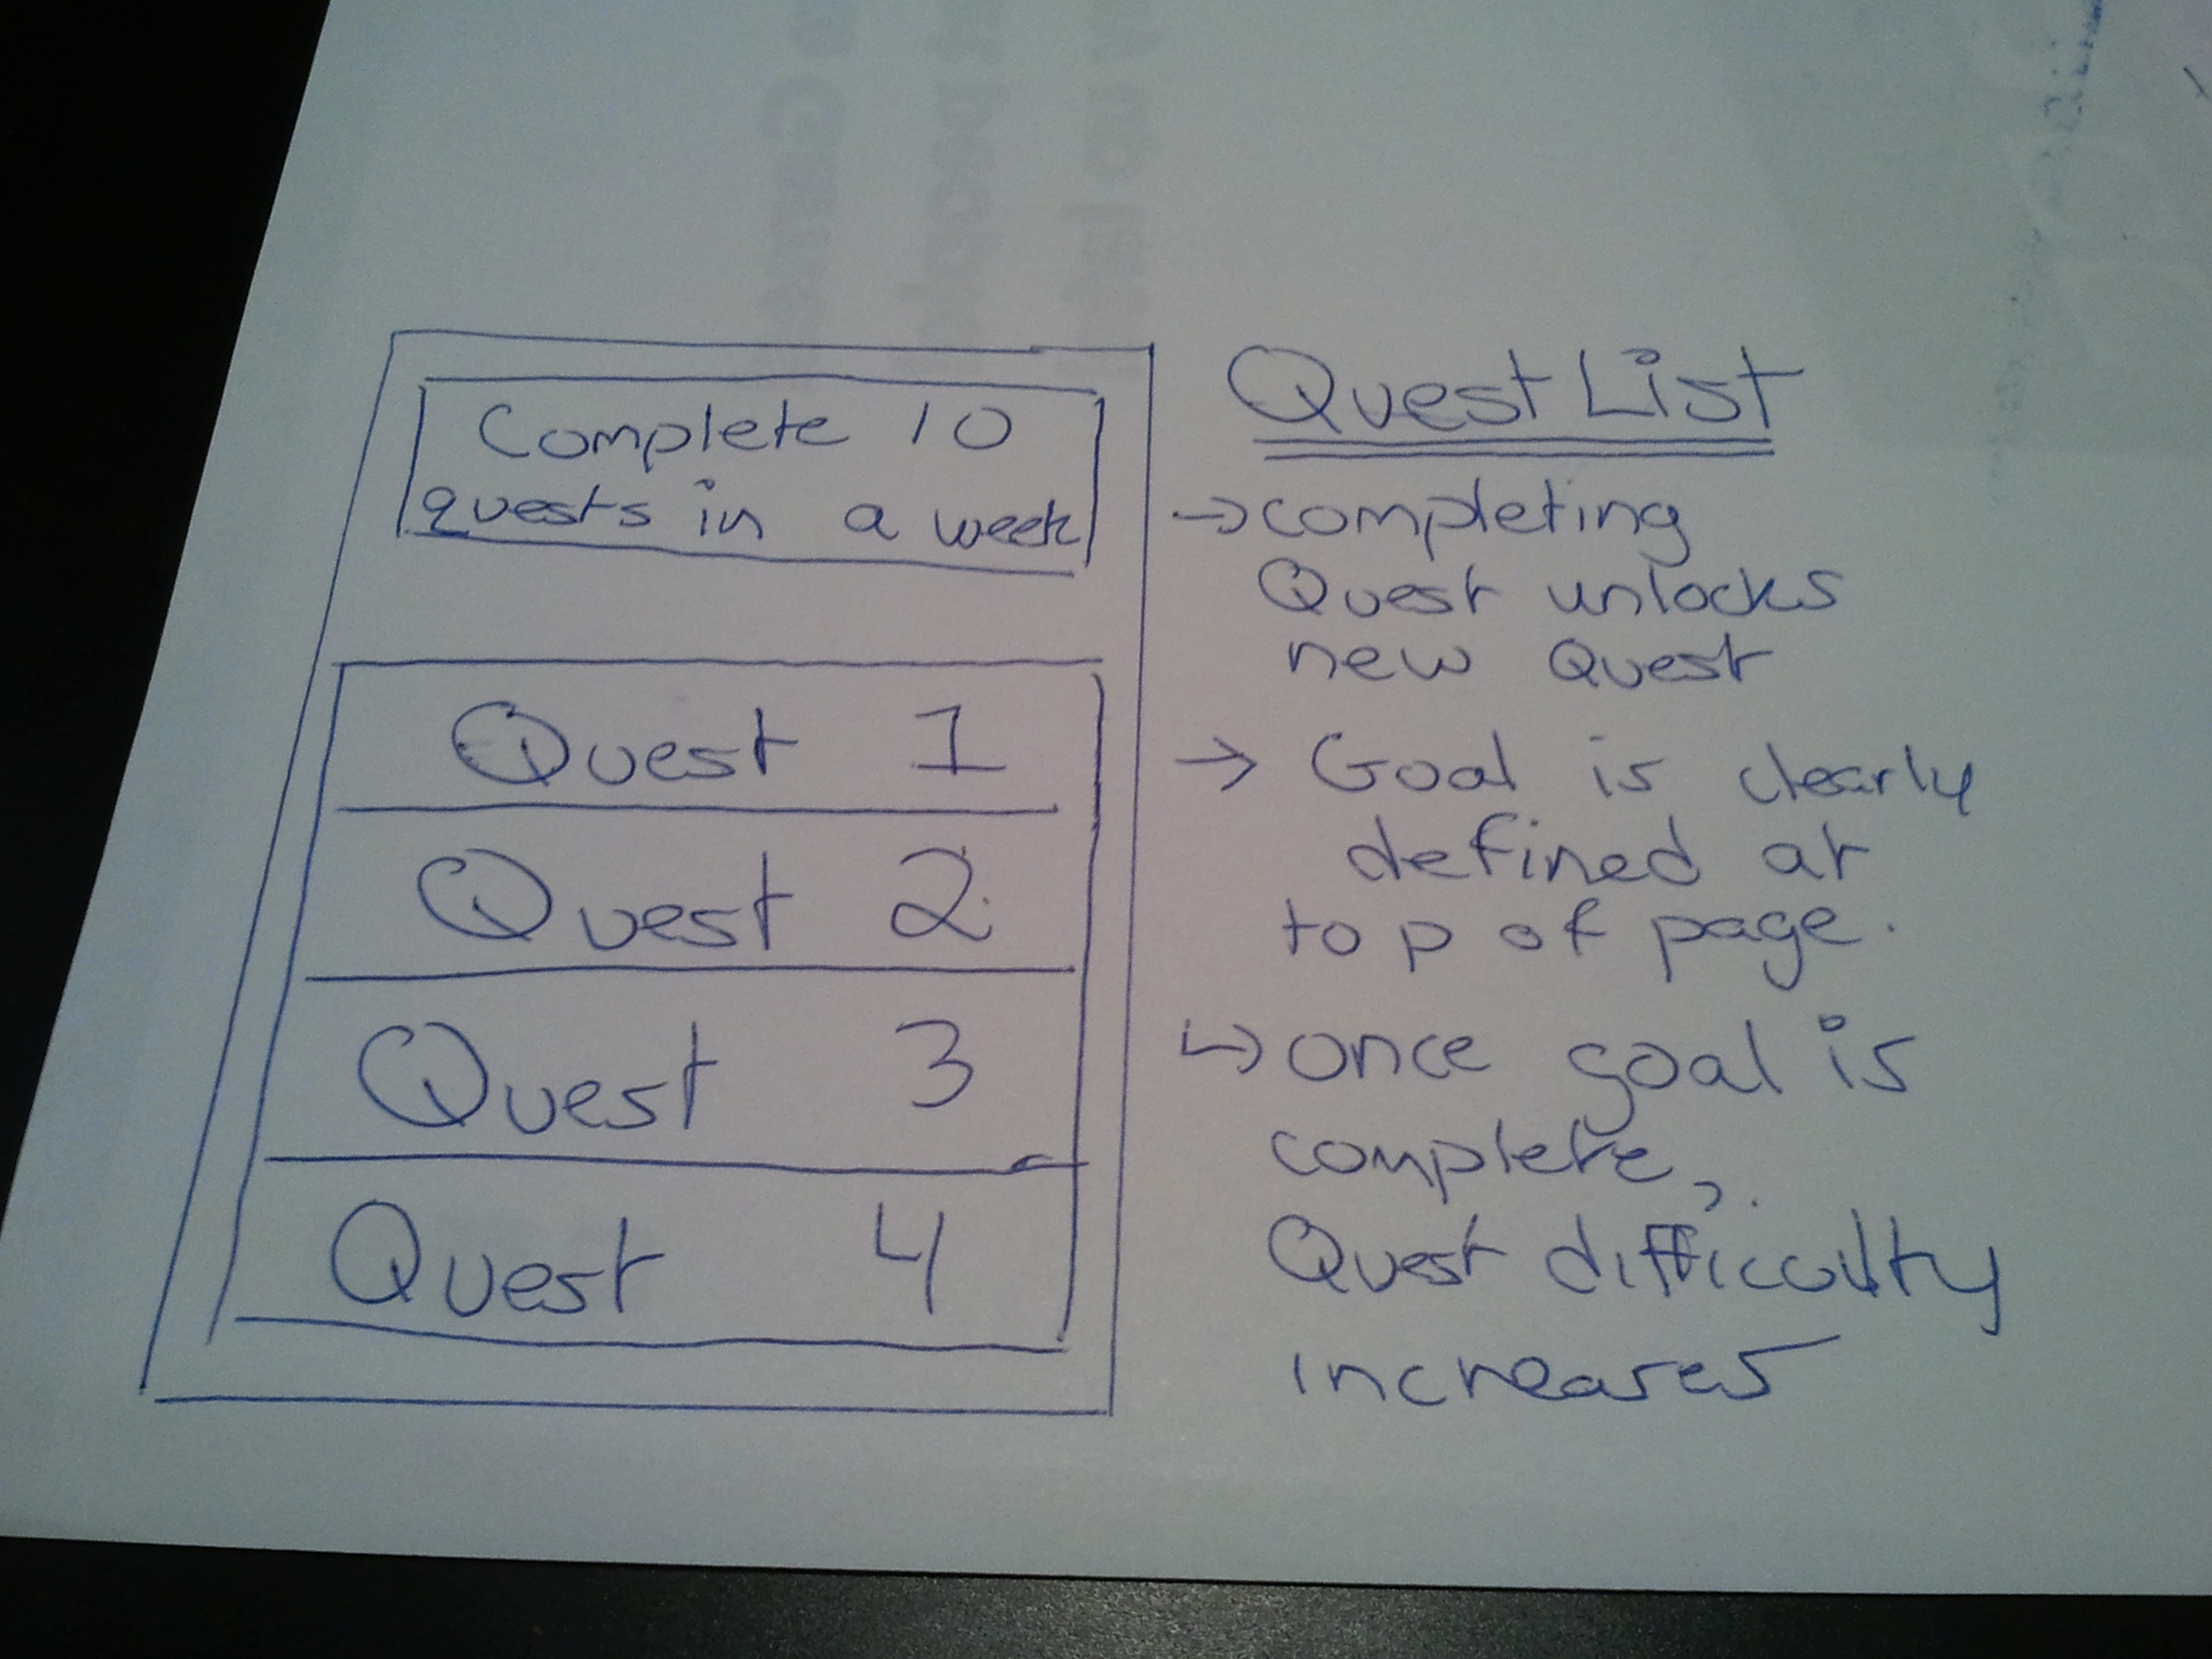 Complete 10
quests in a week
Quest 1
Quest 2
Quest 3
Quest 4
Quest List
→ completing
Quest unlocks
new Quest
→ Goal is clearly
defined at
top of page.
↳ once goal is
complete,
Quest difficulty
increases